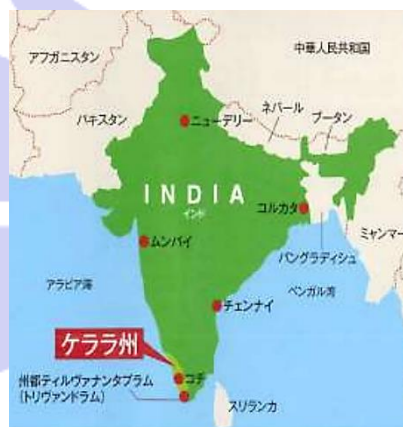 中華人民共和国
アフガニスタン
ネパール
ブータン
パキスタン
ニューデリー
INDIA
インド
コルカタ
ミャンマー
ムンバイ
バングラディシュ
アラビア海
ベンガル湾
チェンナイ
ケララ州
コチ
州都ティルヴァナンタプラム
(トリヴァンドラム)
スリランカ